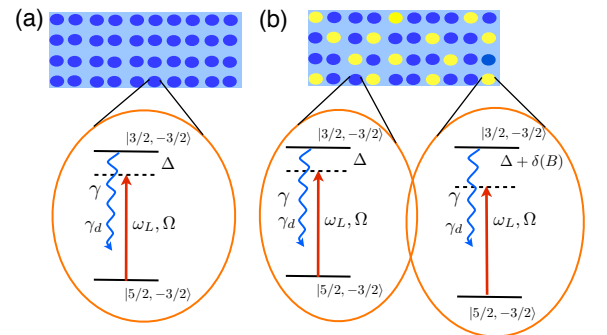 (a)
(b)
|3/2, −3/2⟩
Δ
γ
γ_d
ω_L, Ω
|5/2, −3/2⟩
|3/2, −3/2⟩
Δ
γ
γ_d
ω_L, Ω
|5/2, −3/2⟩
|3/2, −3/2⟩
Δ + δ(B)
γ
γ_d
ω_L, Ω
|5/2, −3/2⟩